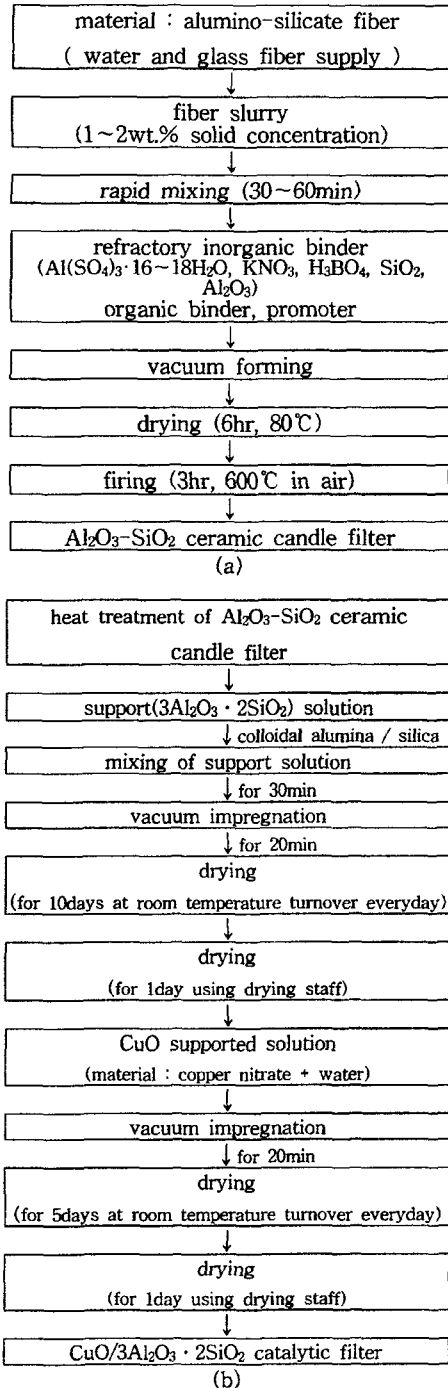 material : alumino-silicate fiber
( water and glass fiber supply )
↓
fiber slurry
(1~2wt.% solid concentration)
↓
rapid mixing (30~60min)
↓
refractory inorganic binder
(Al(SO₄)₃·16~18H₂O, KNO₃, H₃BO₄, SiO₂,
Al₂O₃)
organic binder, promoter
↓
vacuum forming
↓
drying (6hr, 80℃)
↓
firing (3hr, 600℃ in air)
↓
Al₂O₃-SiO₂ ceramic candle filter
(a)
heat treatment of Al₂O₃-SiO₂ ceramic
candle filter
↓
support(3Al₂O₃ · 2SiO₂) solution
↓ colloidal alumina / silica
mixing of support solution
↓ for 30min
vacuum impregnation
↓ for 20min
drying
(for 10days at room temperature turnover everyday)
↓
drying
(for 1day using drying staff)
↓
CuO supported solution
(material : copper nitrate + water)
↓
vacuum impregnation
↓ for 20min
drying
(for 5days at room temperature turnover everyday)
↓
drying
(for 1day using drying staff)
↓
CuO/3Al₂O₃ · 2SiO₂ catalytic filter
(b)